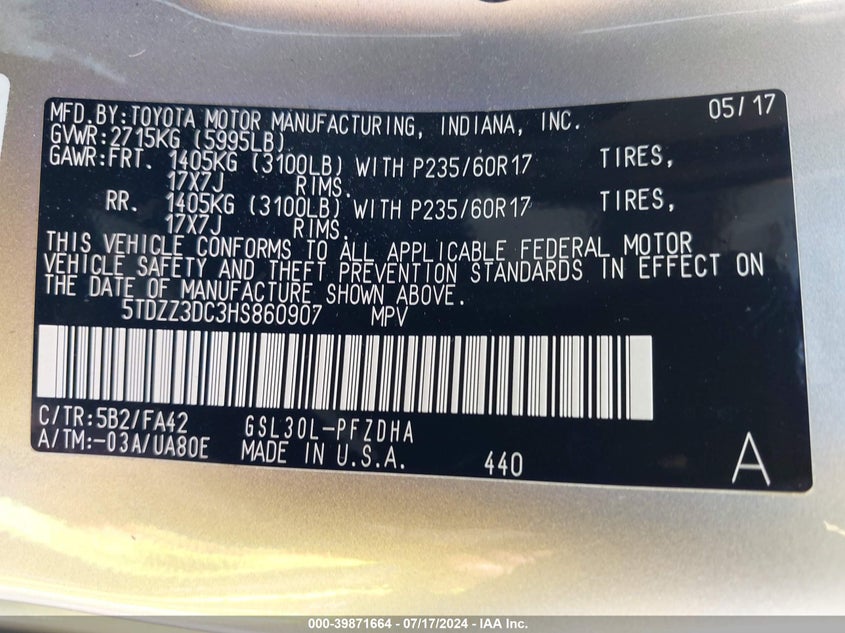 MFD.BY:TOYOTA MOTOR MANUFACTURING, INDIANA, INC. 05/17
GVWR:2715KG (5995LB)
GAWR:FRT. 1405KG (3100LB) WITH P235/60R17 TIRES,
17X7J RIMS.
RR. 1405KG (3100LB) WITH P235/60R17 TIRES,
17X7J RIMS.
THIS VEHICLE CONFORMS TO ALL APPLICABLE FEDERAL MOTOR
VEHICLE SAFETY AND THEFT PREVENTION STANDARDS IN EFFECT ON
THE DATE OF MANUFACTURE SHOWN ABOVE.
5TDZZ3DC3HS860907 MPV
C/TR:5B2/FA42 GSL30L-PFZDHA
A/TM:-03A/UA80E MADE IN U.S.A. 440 A
000-39871664 - 07/17/2024 - IAA Inc.